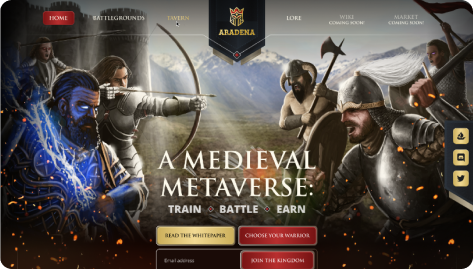 HOME
BATTLEGROUNDS
TAVERN
ARADENA
LORE
WIKI
COMING SOON!
MARKET
COMING SOON!
A MEDIEVAL
METAVERSE:
TRAIN BATTLE EARN
READ THE WHITEPAPER
CHOOSE YOUR WARRIOR
Email address
JOIN THE KINGDOM